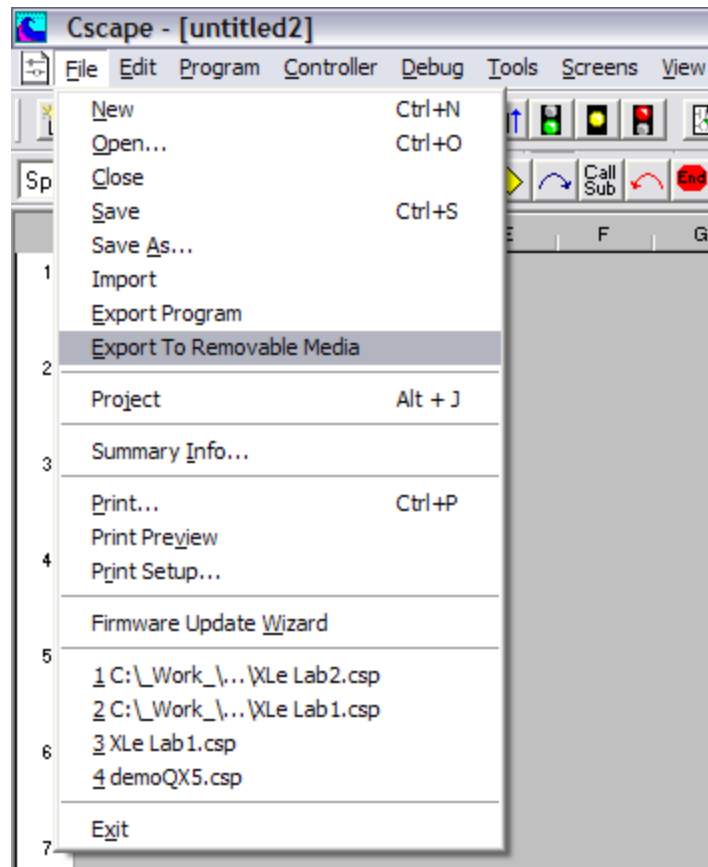 Cscape - [untitled2]
File Edit Program Controller Debug Tools Screens View
New Ctrl+N
Open... Ctrl+O
Close
Sp
Call Sub
End
Save Ctrl+S
Save As...
F G
1
Import
Export Program
Export To Removable Media
2
Project Alt + J
Summary Info...
3
Print... Ctrl+P
Print Preview
4
Print Setup...
Firmware Update Wizard
5
1 C:\_Work_\...\XLe Lab2.csp
2 C:\_Work_\...\XLe Lab1.csp
3 XLe Lab1.csp
6
4 demoQX5.csp
Exit
7